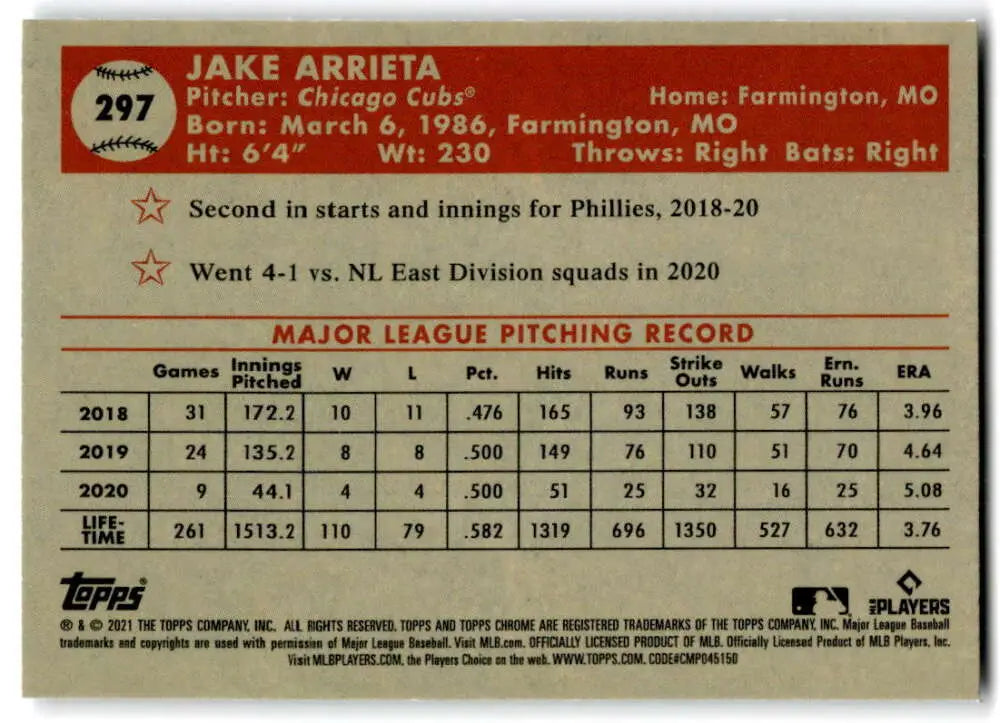 297
JAKE ARRIETA
Pitcher: Chicago Cubs®
Home: Farmington, MO
Born: March 6, 1986, Farmington, MO
Ht: 6'4" Wt: 230 Throws: Right Bats: Right
Second in starts and innings for Phillies, 2018-20
Went 4-1 vs. NL East Division squads in 2020
MAJOR LEAGUE PITCHING RECORD
Games Innings Pitched W L Pct. Hits Runs Strike Outs Walks Ern. Runs ERA
2018 31 172.2 10 11 .476 165 93 138 57 76 3.96
2019 24 135.2 8 8 .500 149 76 110 51 70 4.64
2020 9 44.1 4 4 .500 51 25 32 16 25 5.08
LIFE-TIME 261 1513.2 110 79 .582 1319 696 1350 527 632 3.76
topps®
MLB PLAYERS
® & © 2021 THE TOPPS COMPANY, INC. ALL RIGHTS RESERVED. TOPPS AND TOPPS CHROME ARE REGISTERED TRADEMARKS OF THE TOPPS COMPANY, INC. Major League Baseball
trademarks and copyrights are used with permission of Major League Baseball. Visit MLB.com. OFFICIALLY LICENSED PRODUCT OF MLB. Officially Licensed Product of MLB Players, Inc.
Visit MLBPLAYERS.COM, the Players Choice on the web. WWW.TOPPS.COM. CODE#CMP045150